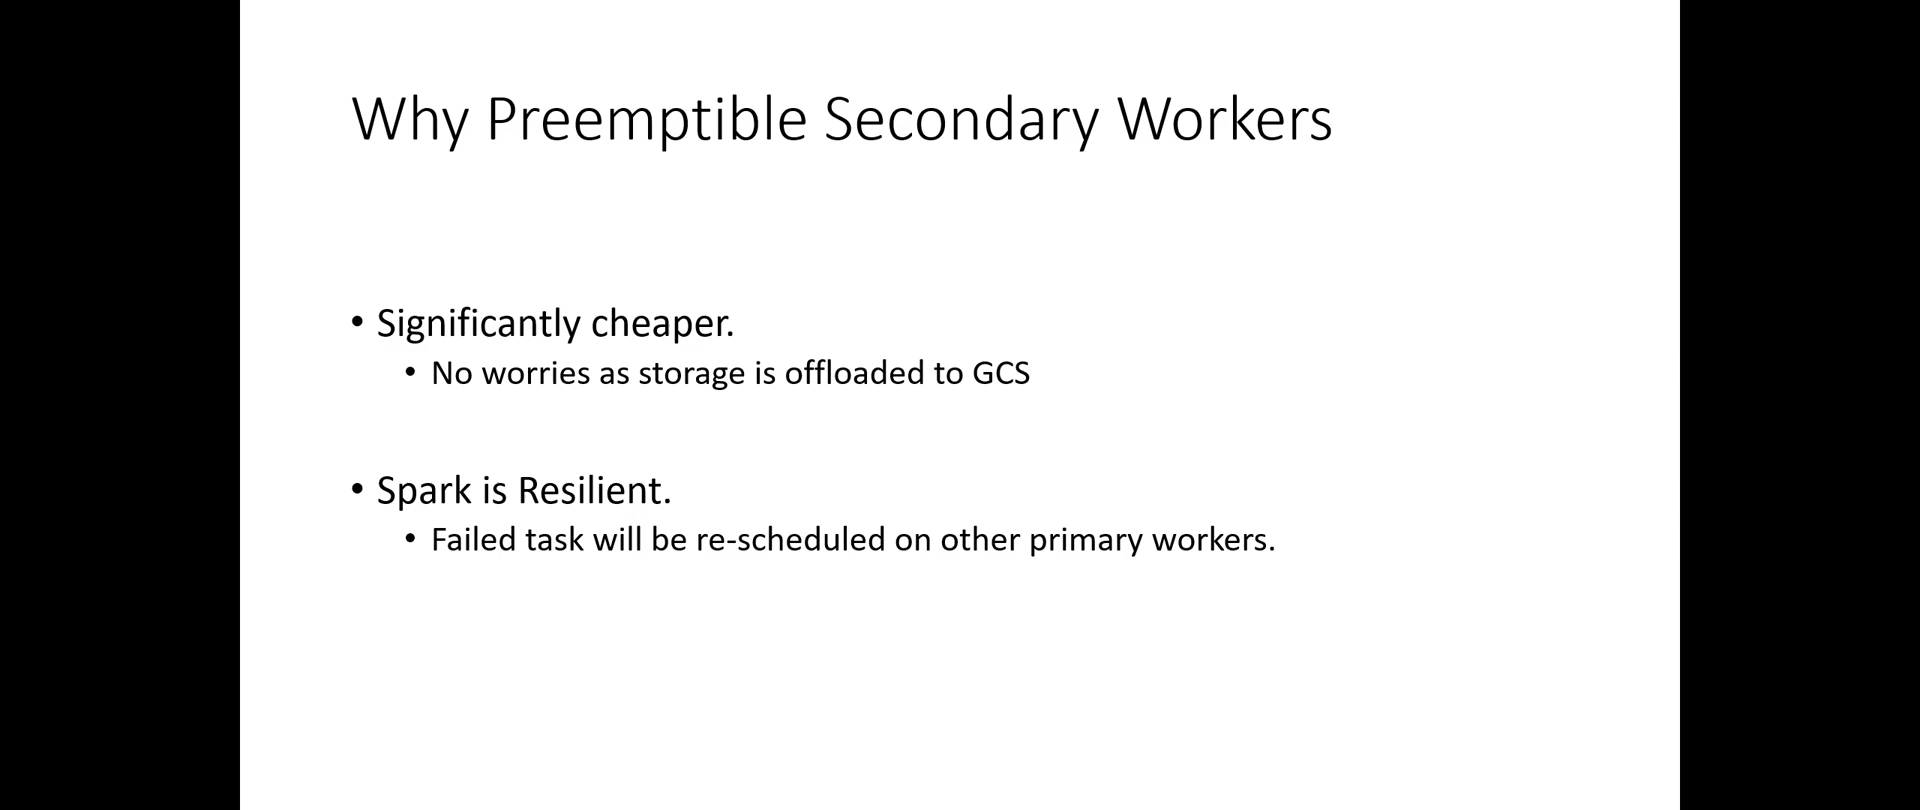 Why Preemptible Secondary Workers
• Significantly cheaper.
• No worries as storage is offloaded to GCS
• Spark is Resilient.
• Failed task will be re-scheduled on other primary workers.